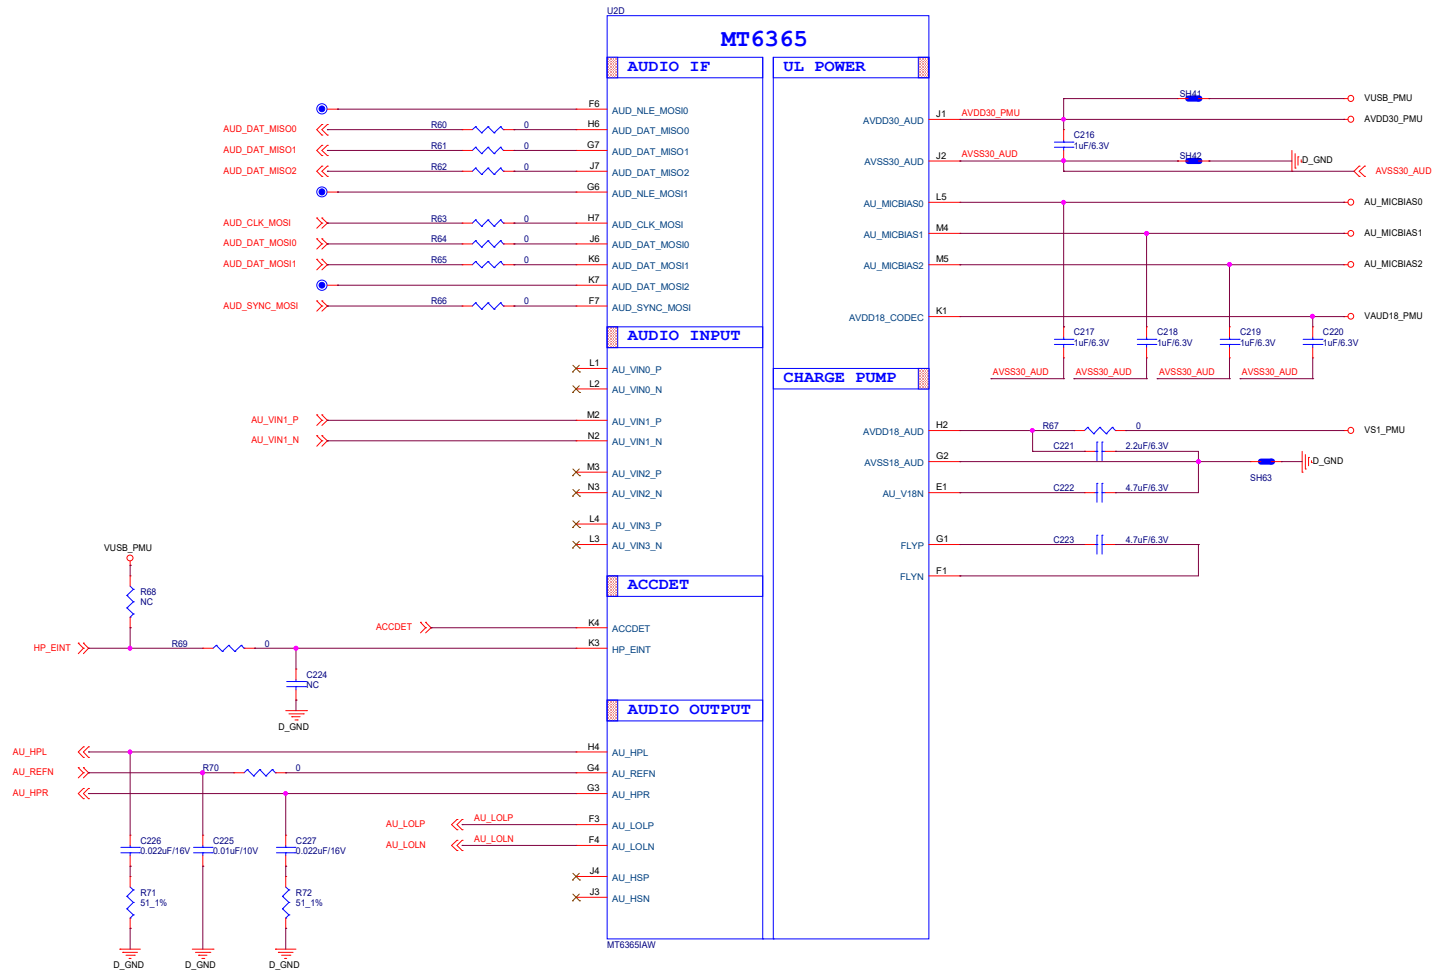 U2D
MT6365
AUDIO IF
UL POWER
F6 AUD_NLE_MOSI0
AUD_DAT_MISO0 R60 0 H6 AUD_DAT_MISO0
AUD_DAT_MISO1 R61 0 G7 AUD_DAT_MISO1
AUD_DAT_MISO2 R62 0 J7 AUD_DAT_MISO2
G6 AUD_NLE_MOSI1
AUD_CLK_MOSI R63 0 H7 AUD_CLK_MOSI
AUD_DAT_MOSI0 R64 0 J6 AUD_DAT_MOSI0
AUD_DAT_MOSI1 R65 0 K6 AUD_DAT_MOSI1
K7 AUD_DAT_MOSI2
AUD_SYNC_MOSI R66 0 F7 AUD_SYNC_MOSI
AUDIO INPUT
L1 AU_VIN0_P
L2 AU_VIN0_N
AU_VIN1_P M2 AU_VIN1_P
AU_VIN1_N N2 AU_VIN1_N
M3 AU_VIN2_P
N3 AU_VIN2_N
L4 AU_VIN3_P
L3 AU_VIN3_N
ACCDET
VUSB_PMU
R68
NC
ACCDET K4 ACCDET
HP_EINT R69 0 K3 HP_EINT
C224
NC
D_GND
AUDIO OUTPUT
AU_HPL H4 AU_HPL
AU_REFN R70 0 G4 AU_REFN
AU_HPR G3 AU_HPR
AU_LOLP AU_LOLP F3 AU_LOLP
AU_LOLN AU_LOLN F4 AU_LOLN
C226 C225 C227
0.022uF/16V 0.01uF/10V 0.022uF/16V
J4 AU_HSP
J3 AU_HSN
R71 R72
51_1% 51_1%
D_GND D_GND D_GND
MT6365IAW
SH41 VUSB_PMU
AVDD30_AUD J1 AVDD30_PMU AVDD30_PMU
C216
1uF/6.3V
AVSS30_AUD J2 AVSS30_AUD SH42 D_GND
AVSS30_AUD
AU_MICBIAS0 L5 AU_MICBIAS0
AU_MICBIAS1 M4 AU_MICBIAS1
AU_MICBIAS2 M5 AU_MICBIAS2
AVDD18_CODEC K1 VAUD18_PMU
C217 C218 C219 C220
1uF/6.3V 1uF/6.3V 1uF/6.3V 1uF/6.3V
AVSS30_AUD AVSS30_AUD AVSS30_AUD AVSS30_AUD
CHARGE PUMP
AVDD18_AUD H2 R67 0 VS1_PMU
C221 2.2uF/6.3V
AVSS18_AUD G2 D_GND
SH63
AU_V18N E1 C222 4.7uF/6.3V
FLYP G1 C223 4.7uF/6.3V
FLYN F1